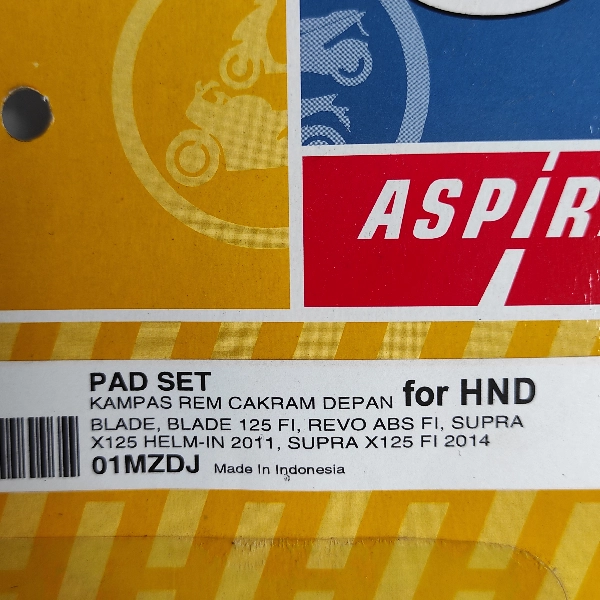 ASPIR
PAD SET
KAMPAS REM CAKRAM DEPAN for HND
BLADE, BLADE 125 FI, REVO ABS FI, SUPRA
X125 HELM-IN 2011, SUPRA X125 FI 2014
01MZDJ Made In Indonesia